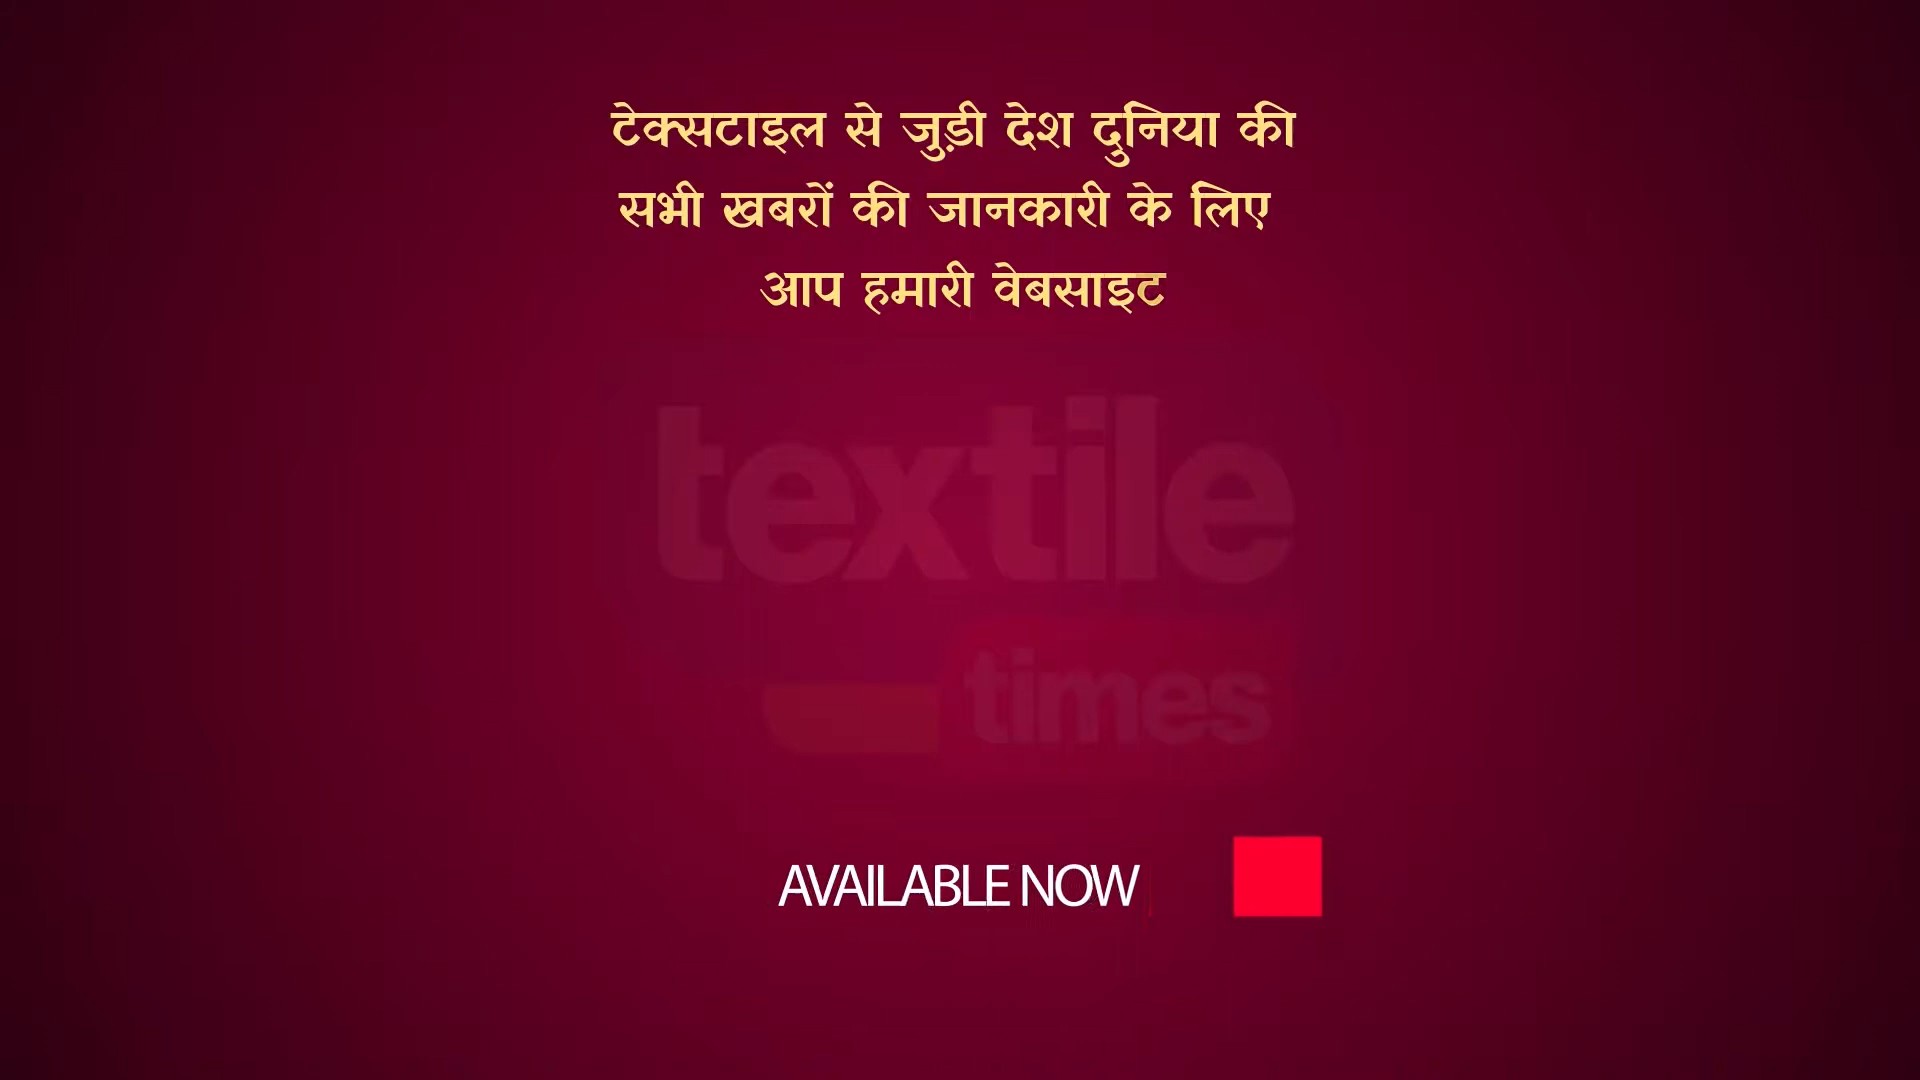 टेक्सटाइल से जुड़ी देश दुनिया की
सभी खबरों की जानकारी के लिए
आप हमारी वेबसाइट
textile
times
AVAILABLE NOW